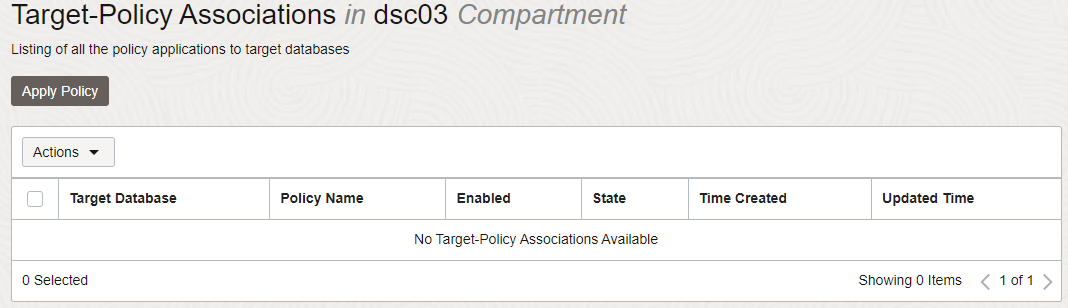 Target-Policy Associations in dsc03 Compartment
Listing of all the policy applications to target databases
Apply Policy
Actions
Target Database Policy Name Enabled State Time Created Updated Time
No Target-Policy Associations Available
0 Selected Showing 0 Items 1 of 1